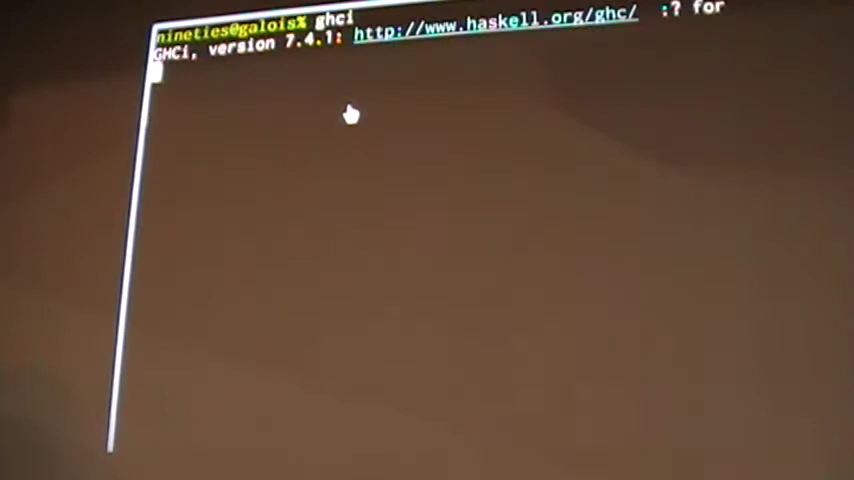 nineties@galois% ghci
GHCi, version 7.4.1: http://www.haskell.org/ghc/  :? for